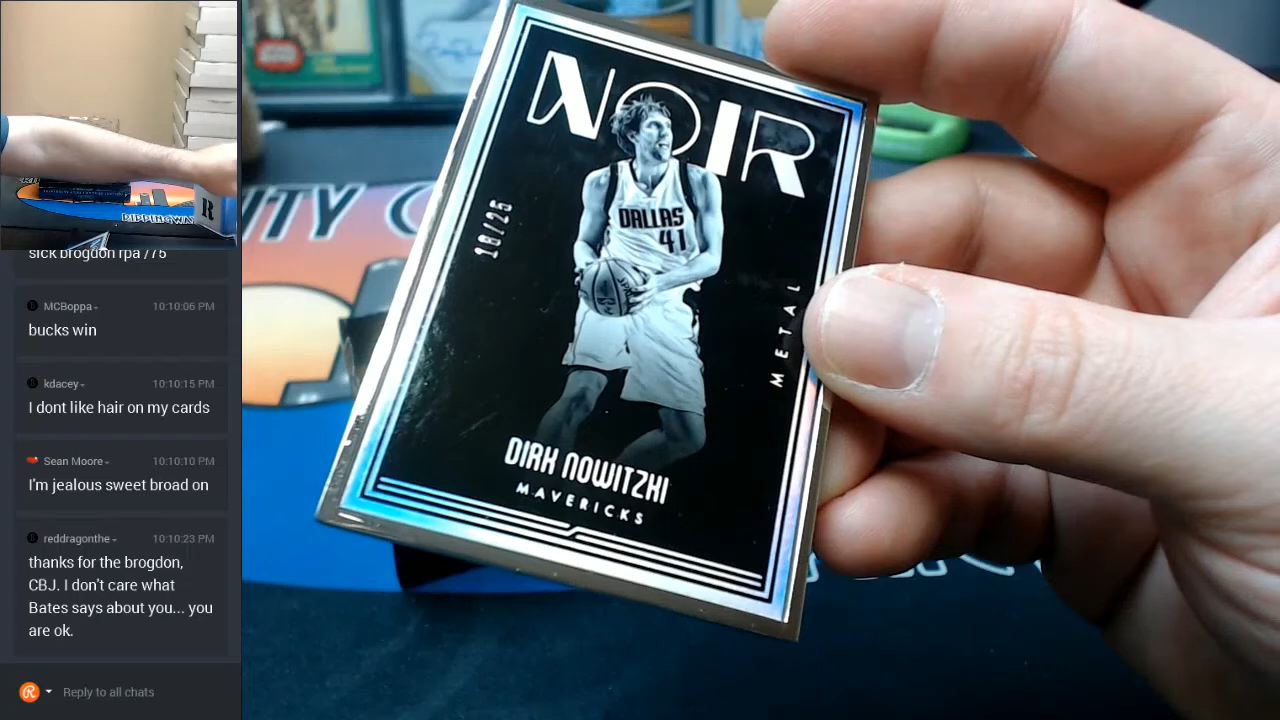 sick brogdon rpa /75
MCBoppa
10:10:06 PM
bucks win
kdacey
10:10:15 PM
I dont like hair on my cards
Sean Moore
10:10:10 PM
I'm jealous sweet broad on
reddragonthe
10:10:23 PM
thanks for the brogdon,
CBJ. I don't care what
Bates says about you... you
are ok.
Reply to all chats
R
RIPPINGWA
ITY C
NOIR
18/25
DALLAS
41
METAL
DIRK NOWITZKI
MAVERICKS